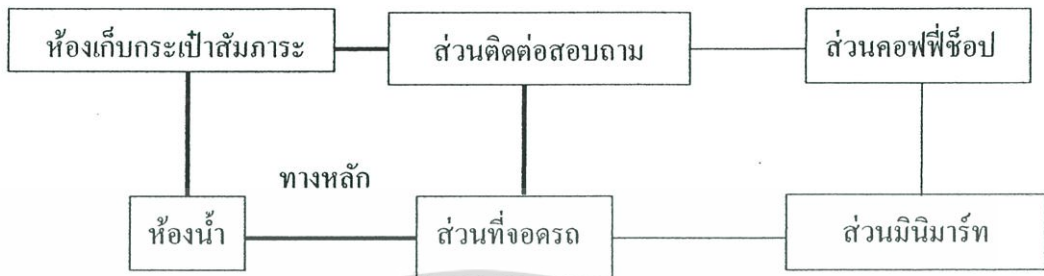 ห้องเก็บกระเป๋าสัมภาระ
ส่วนติดต่อสอบถาม
ส่วนคอฟฟี่ช็อป
ทางหลัก
ห้องน้ำ
ส่วนที่จอดรถ
ส่วนมินิมาร์ท